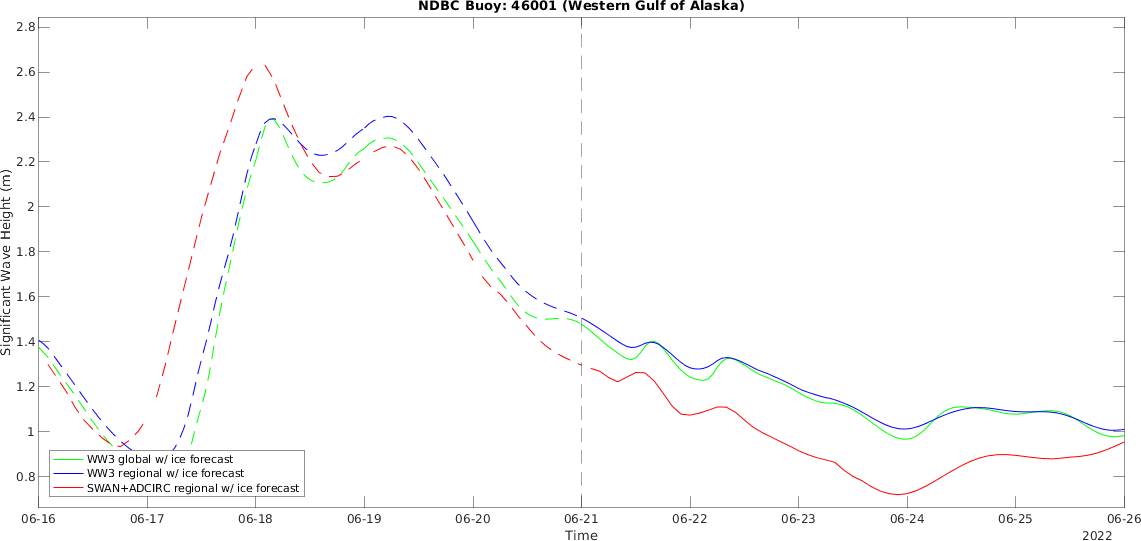 NDBC Buoy: 46001 (Western Gulf of Alaska)
2.8
2.6
2.4
2.2
2
1.8
1.6
1.4
1.2
1
0.8
Significant Wave Height (m)
WW3 global w/ ice forecast
WW3 regional w/ ice forecast
SWAN+ADCIRC regional w/ ice forecast
06-16 06-17 06-18 06-19 06-20 06-21 06-22 06-23 06-24 06-25 06-26
Time
2022